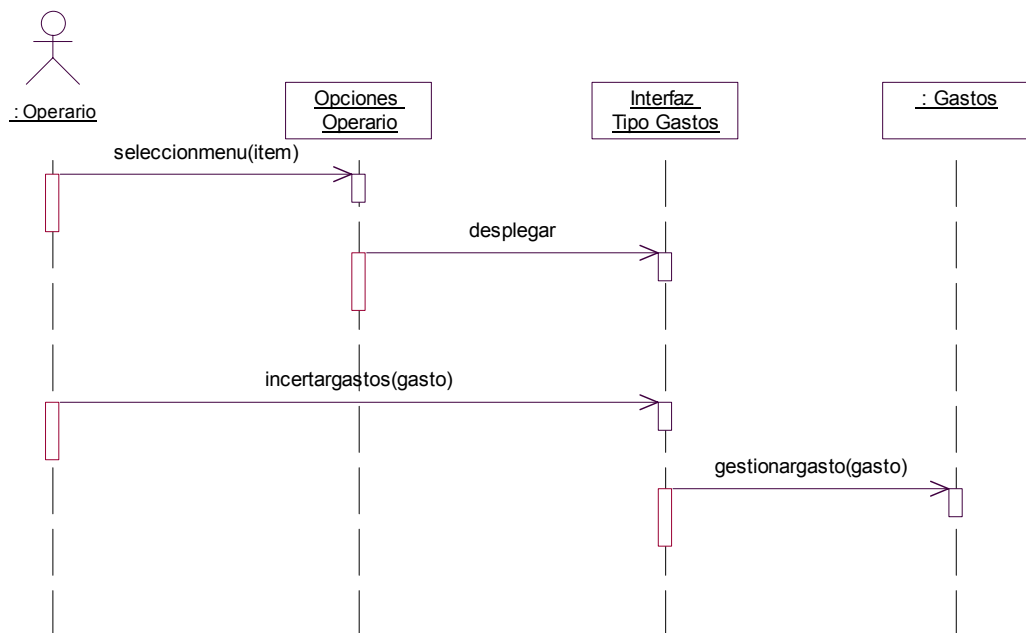 : Operario
Opciones
Operario
Interfaz
Tipo Gastos
: Gastos
seleccionmenu(item)
desplegar
incertargastos(gasto)
gestionargasto(gasto)